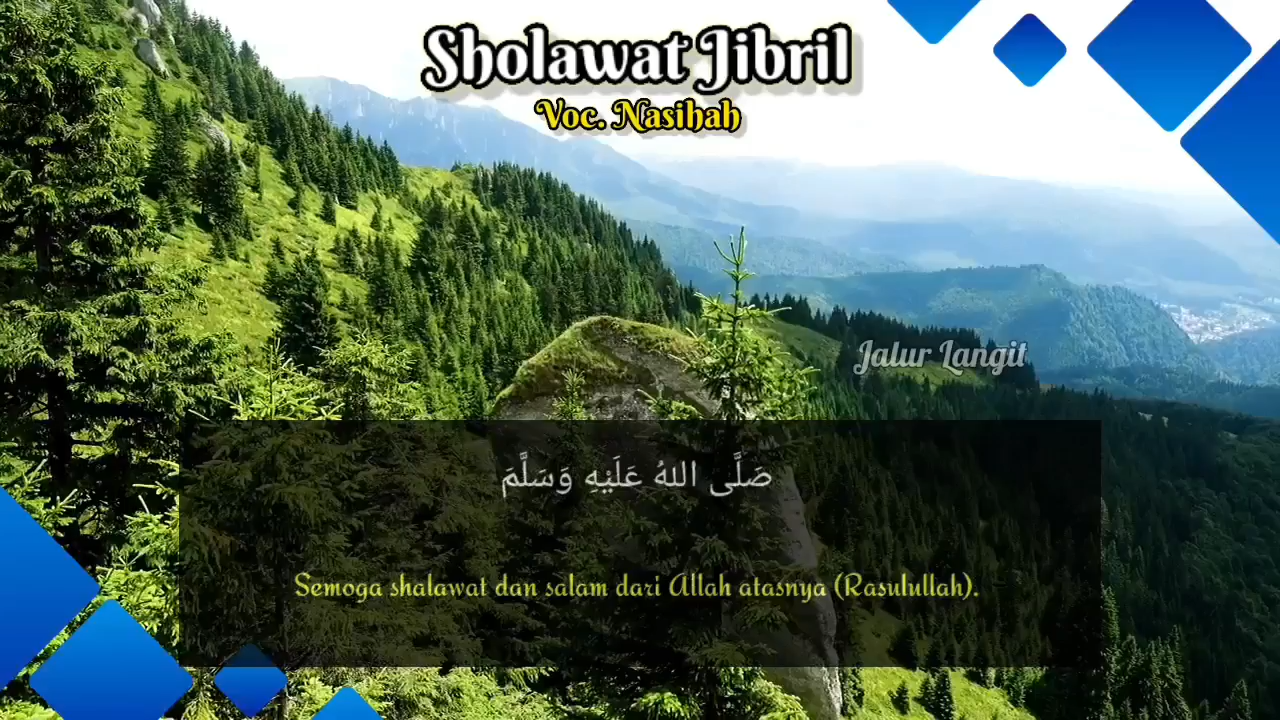 Sholawat Jibril
Voc. Nasihah
Jalur Langit
صَلَّى اللهُ عَلَيْهِ وَسَلَّمَ
Semoga shalawat dan salam dari Allah atasnya (Rasulullah).